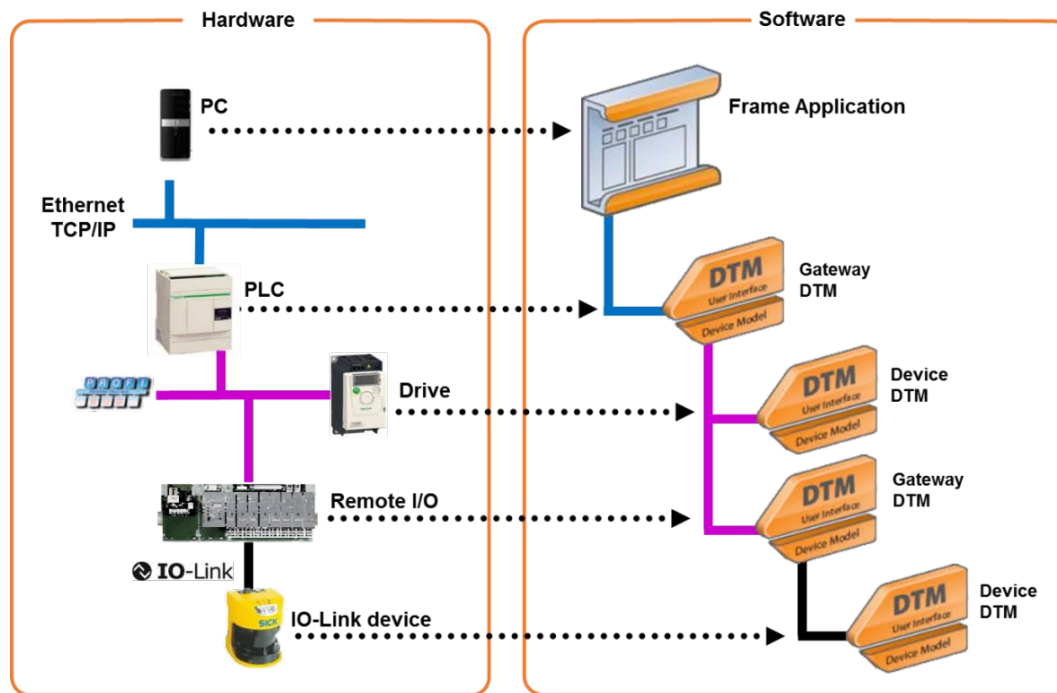 Hardware
Software
PC
Frame Application
Ethernet
TCP/IP
PLC
DTM
User Interface
Device Model
Gateway
DTM
Drive
DTM
User Interface
Device Model
Device
DTM
Remote I/O
DTM
User Interface
Device Model
Gateway
DTM
IO-Link
SICK
IO-Link device
DTM
User Interface
Device Model
Device
DTM